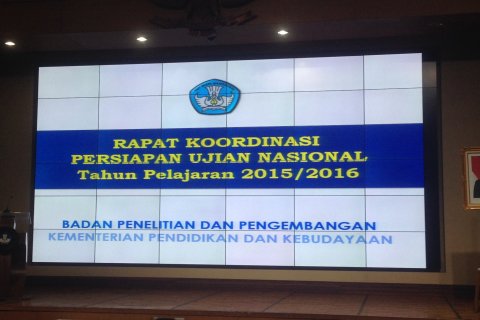 RAPAT KOORDINASI
PERSIAPAN UJIAN NASIONAL
Tahun Pelajaran 2015/2016
BADAN PENELITIAN DAN PENGEMBANGAN
KEMENTERIAN PENDIDIKAN DAN KEBUDAYAAN